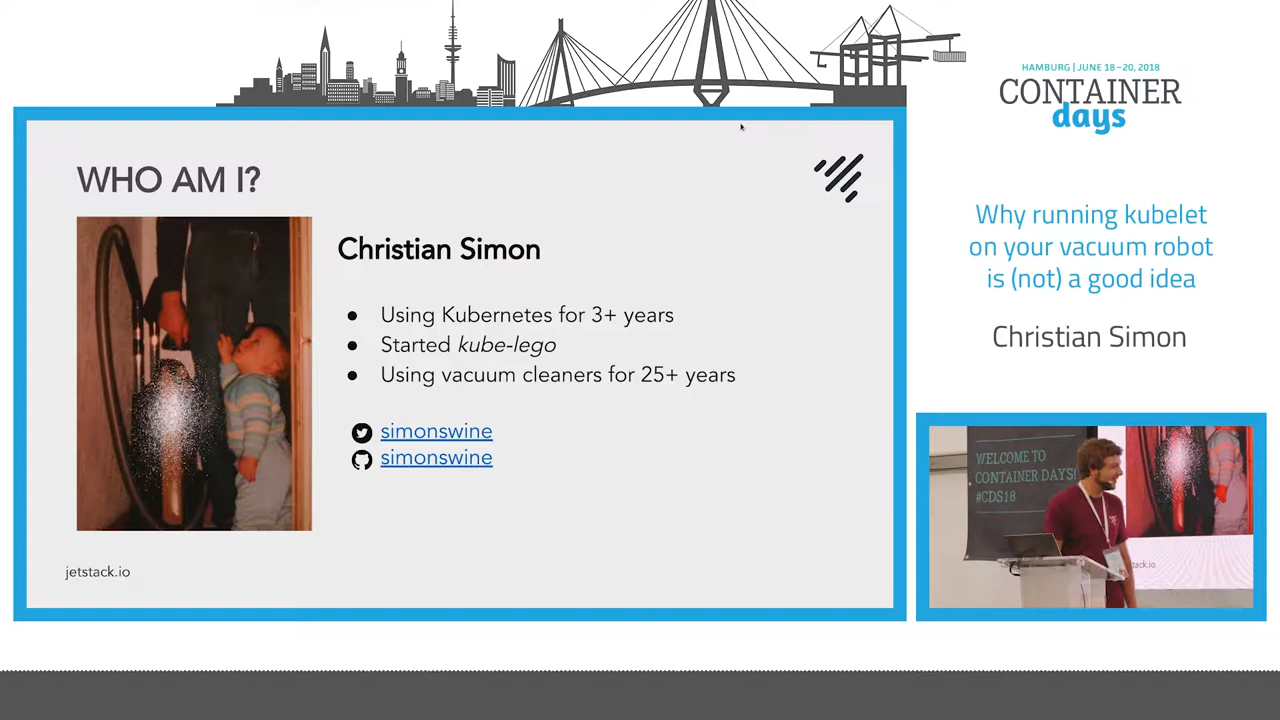 HAMBURG | JUNE 18–20, 2018
CONTAINER
days
WHO AM I?
Christian Simon
● Using Kubernetes for 3+ years
● Started kube-lego
● Using vacuum cleaners for 25+ years
simonswine
simonswine
jetstack.io
Why running kubelet
on your vacuum robot
is (not) a good idea
Christian Simon
WELCOME TO
CONTAINER DAYS!
#CDS18
stack.io